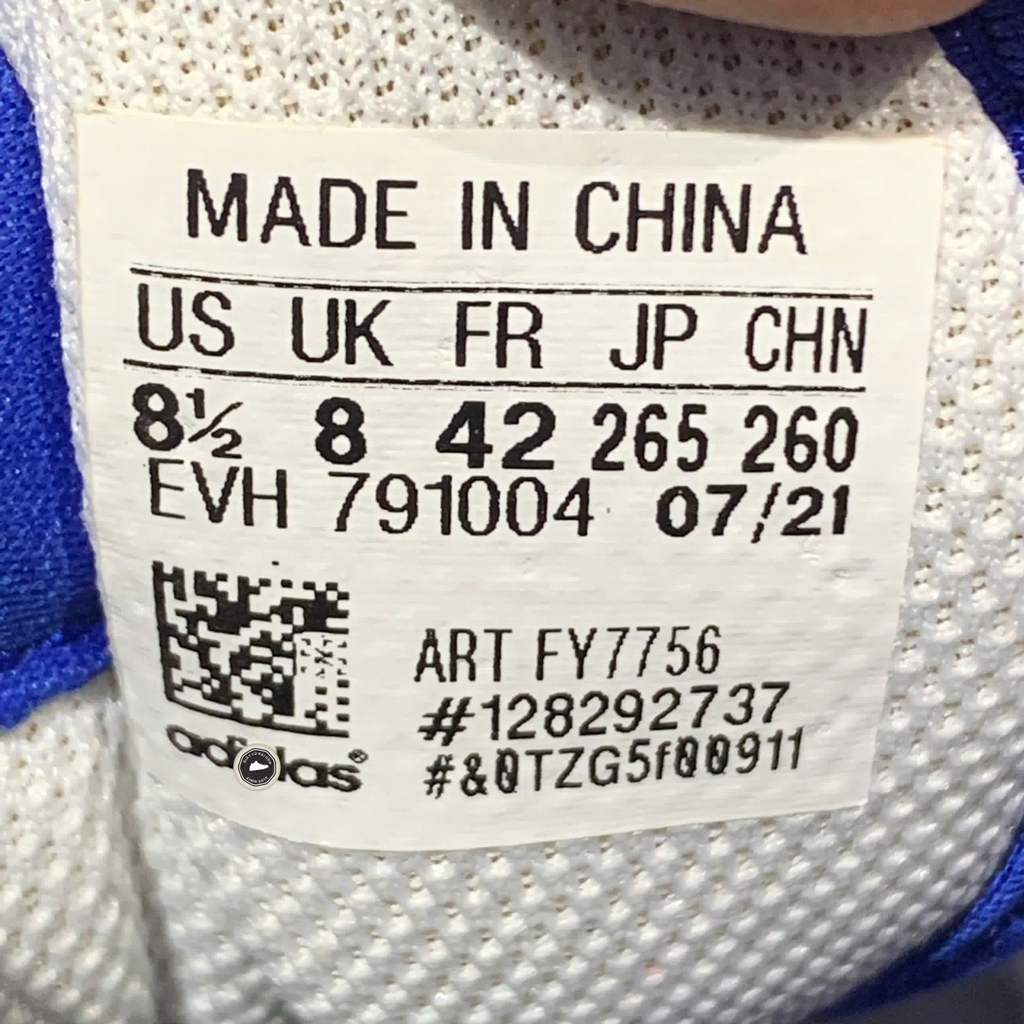 MADE IN CHINA
US UK FR JP CHN
8½ 8 42 265 260
EVH 791004 07/21
ART FY7756
#128292737
#&0TZG5f00911
adidas®